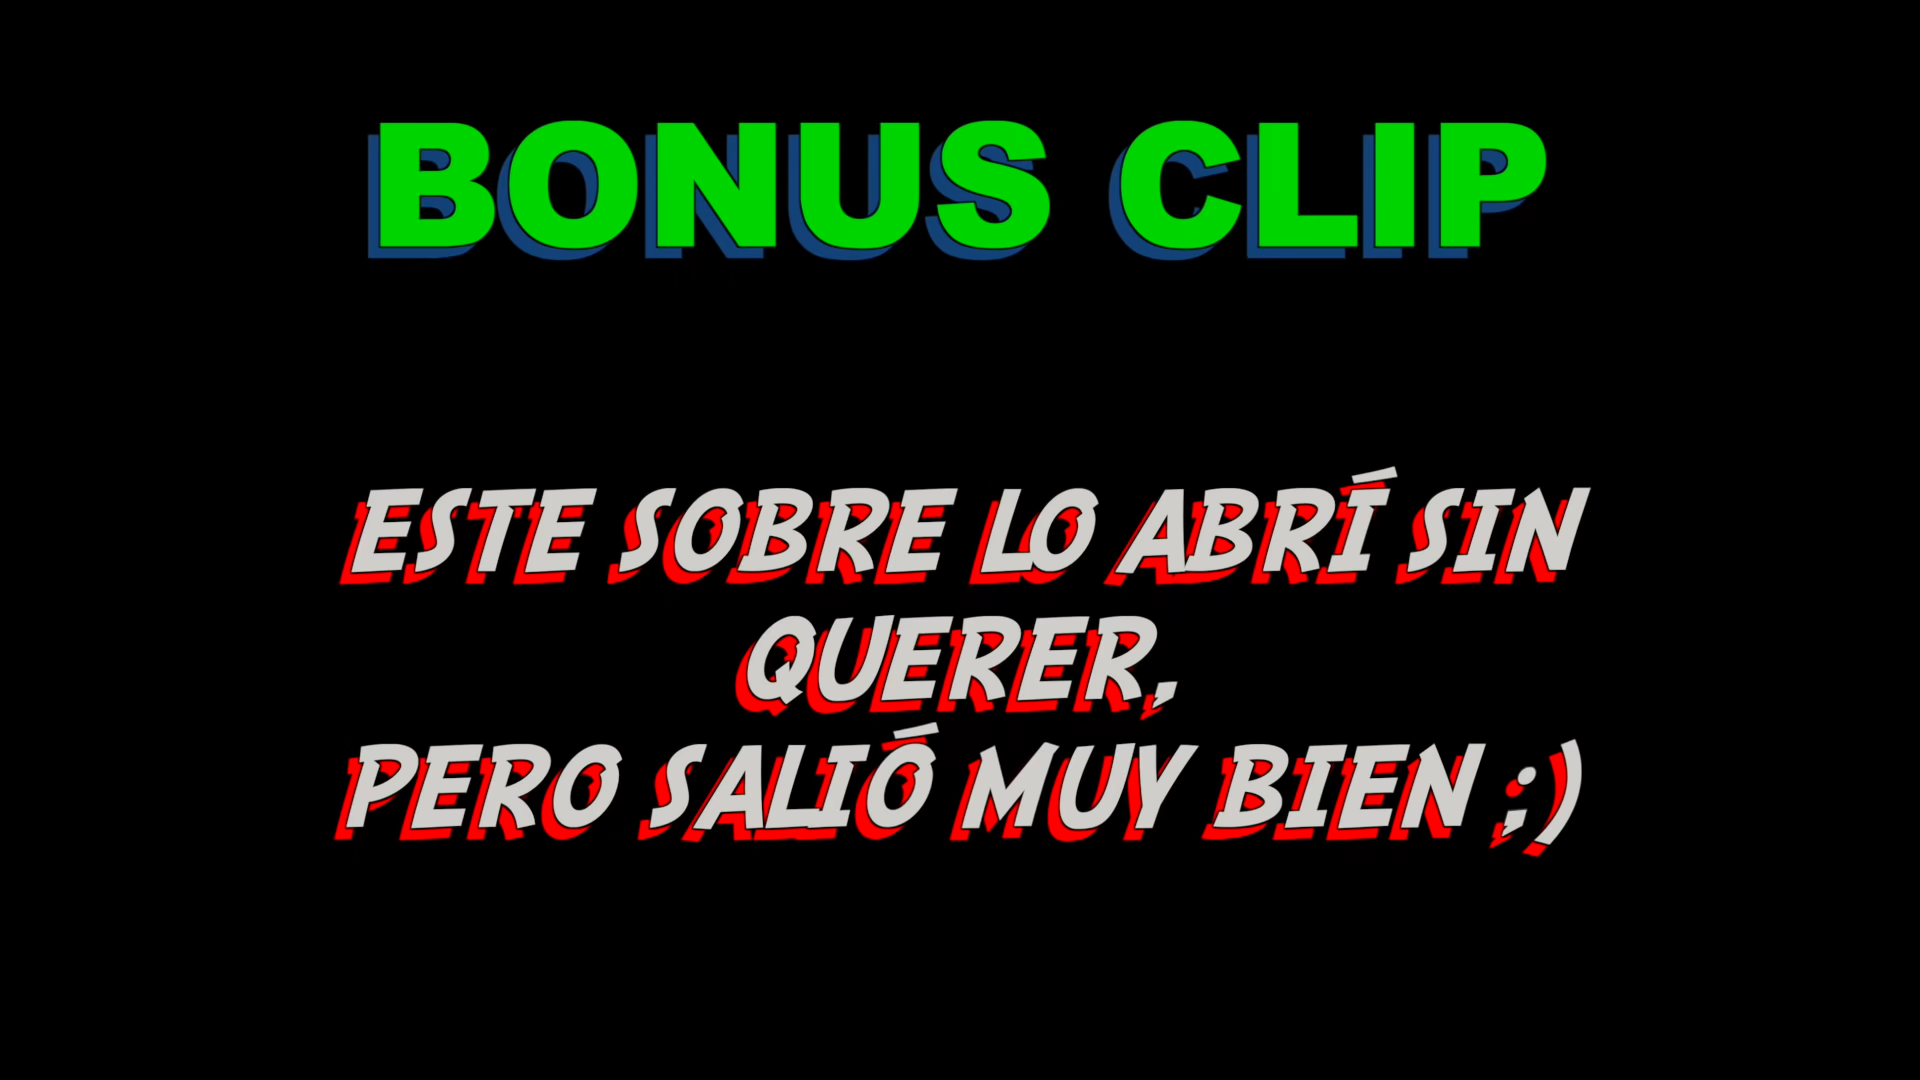 BONUS CLIP
ESTE SOBRE LO ABRÍ SIN
QUERER,
PERO SALIÓ MUY BIEN ;)